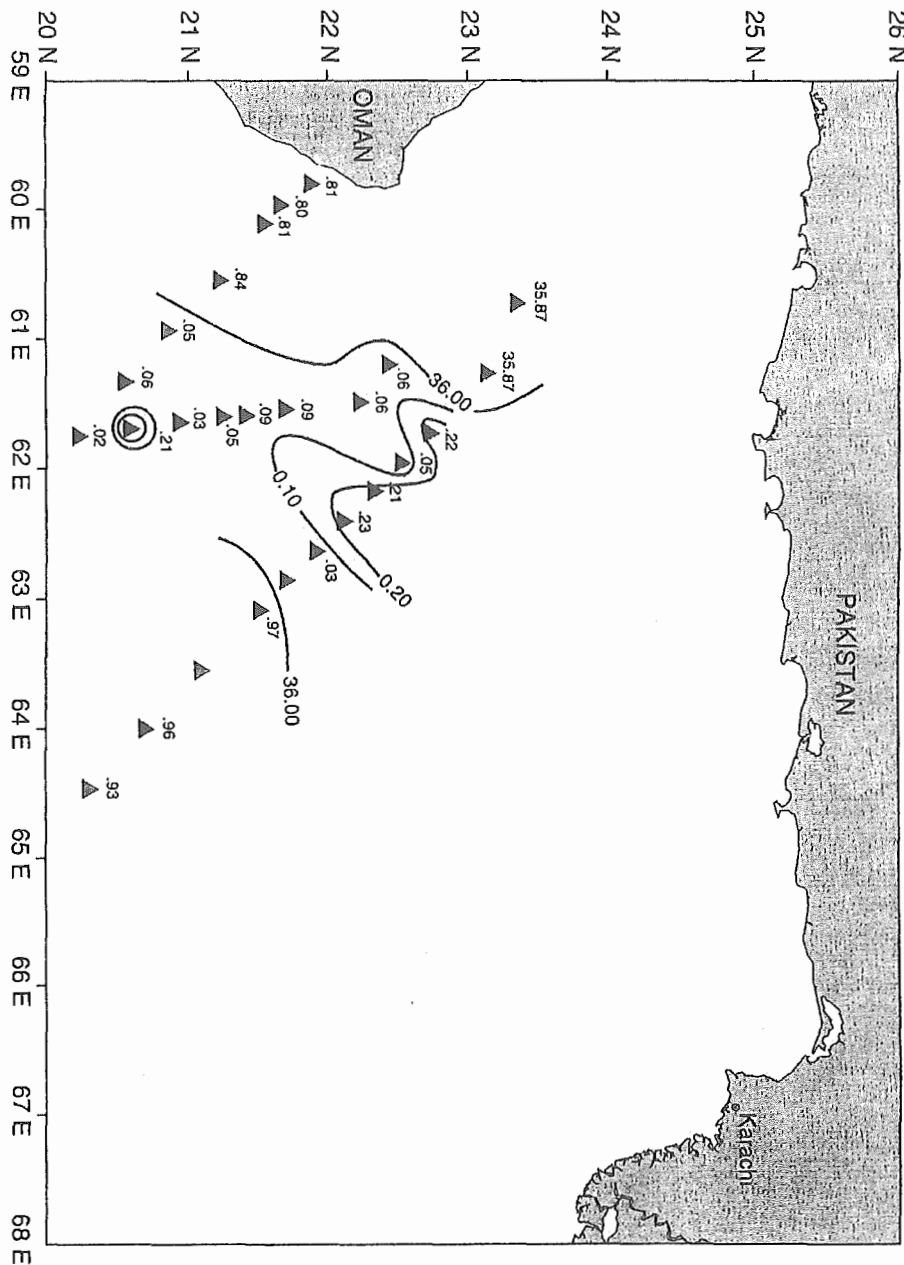 26 N
25 N
24 N
23 N
22 N
21 N
20 N
59 E
60 E
61 E
62 E
63 E
64 E
65 E
66 E
67 E
68 E
PAKISTAN
Karachi
OMAN
35.87
35.87
36.00
.81
.80
.81
.84
.05
.06
.06
.06
.22
.05
.21
.23
.03
.97
.96
.93
.09
.09
.05
.03
.21
.02
0.10
0.20
36.00